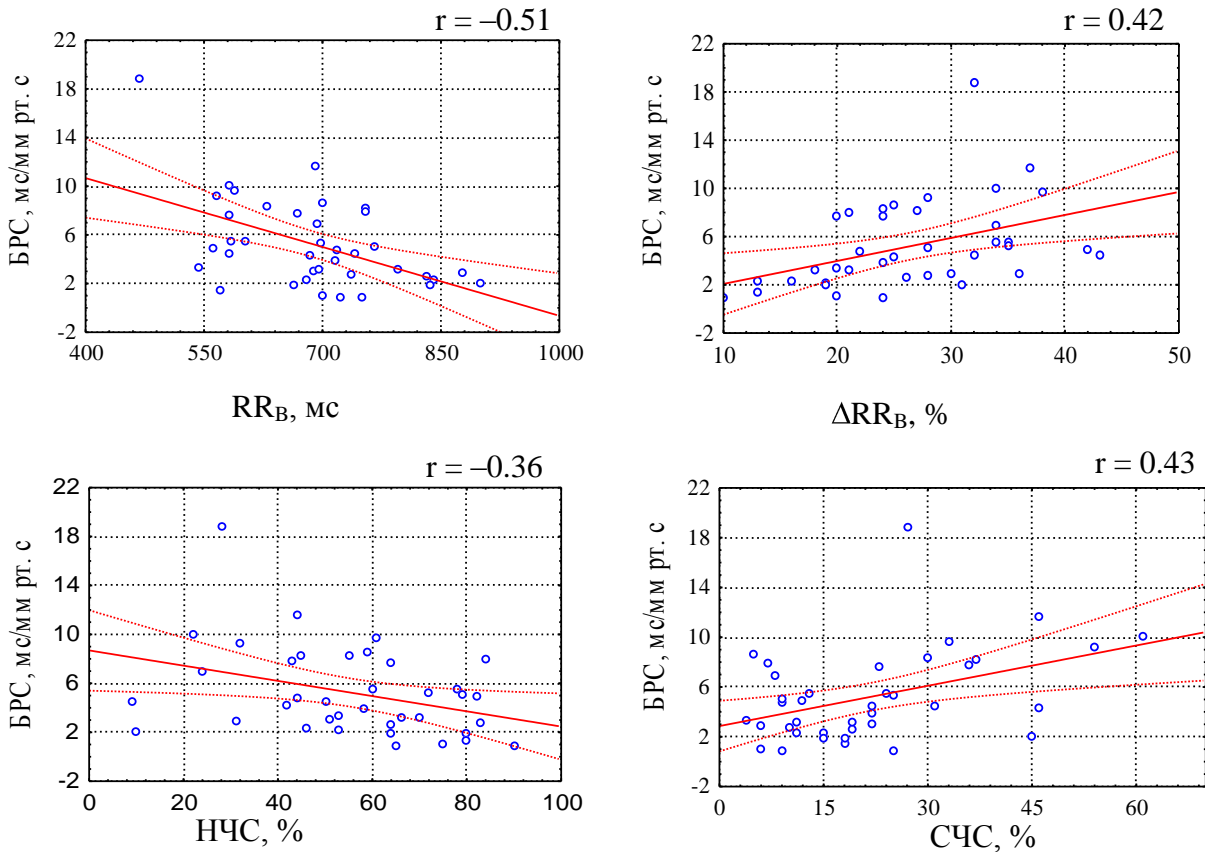 r = –0.51
БРС, мс/мм рт. с
22
18
14
10
6
2
-2
400 550 700 850 1000
RRВ, мс
r = 0.42
БРС, мс/мм рт. с
22
18
14
10
6
2
-2
10 20 30 40 50
ΔRRВ, %
r = –0.36
БРС, мс/мм рт. с
22
18
14
10
6
2
-2
0 20 40 60 80 100
НЧС, %
r = 0.43
БРС, мс/мм рт. с
22
18
14
10
6
2
-2
0 15 30 45 60
СЧС, %